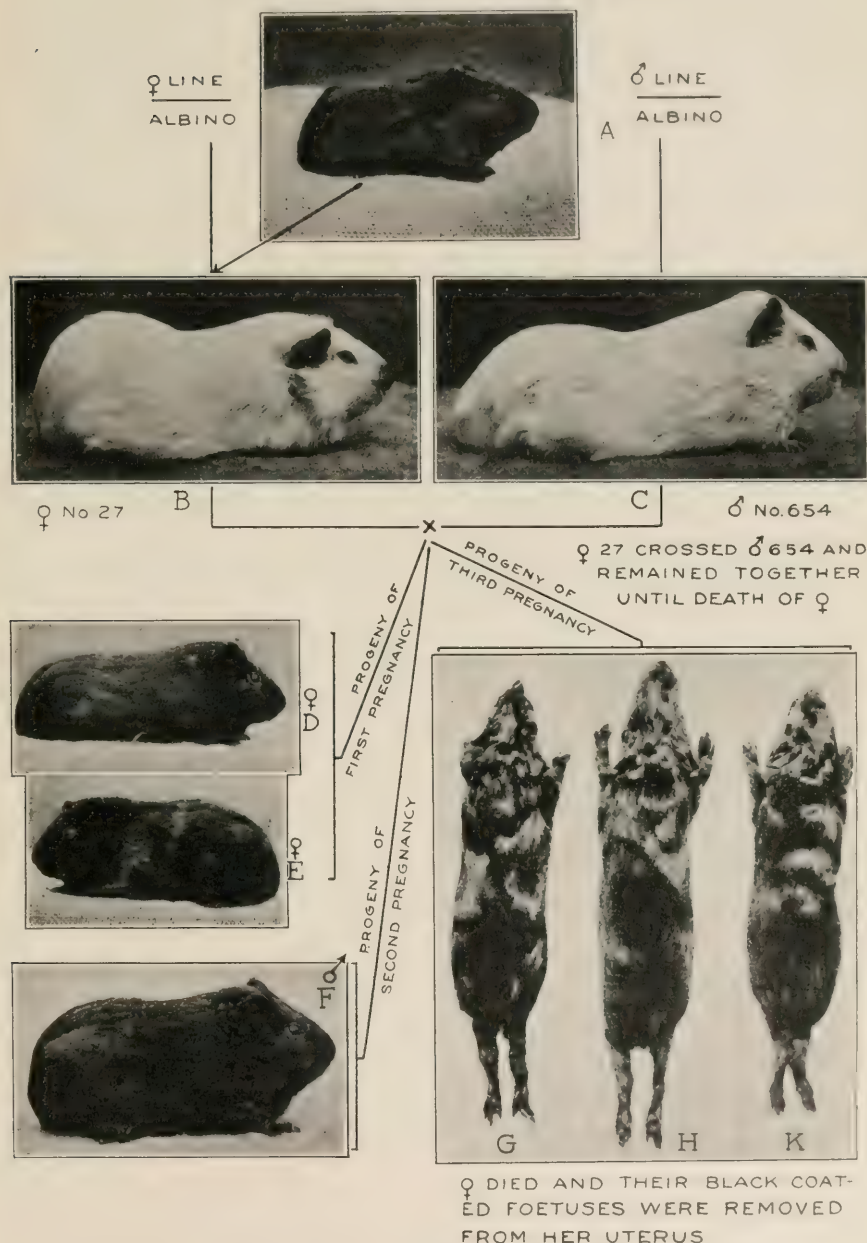 ♀ LINE
ALBINO
♂ LINE
ALBINO
A
B
C
♀ No 27
♂ No.654
X
♀ 27 CROSSED ♂ 654 AND
REMAINED TOGETHER
UNTIL DEATH OF ♀
PROGENY OF
FIRST PREGNANCY
PROGENY OF
SECOND PREGNANCY
PROGENY OF
THIRD PREGNANCY
D♀
E♀
F♂
G
H
K
♀ DIED AND THEIR BLACK COAT-
ED FOETUSES WERE REMOVED
FROM HER UTERUS